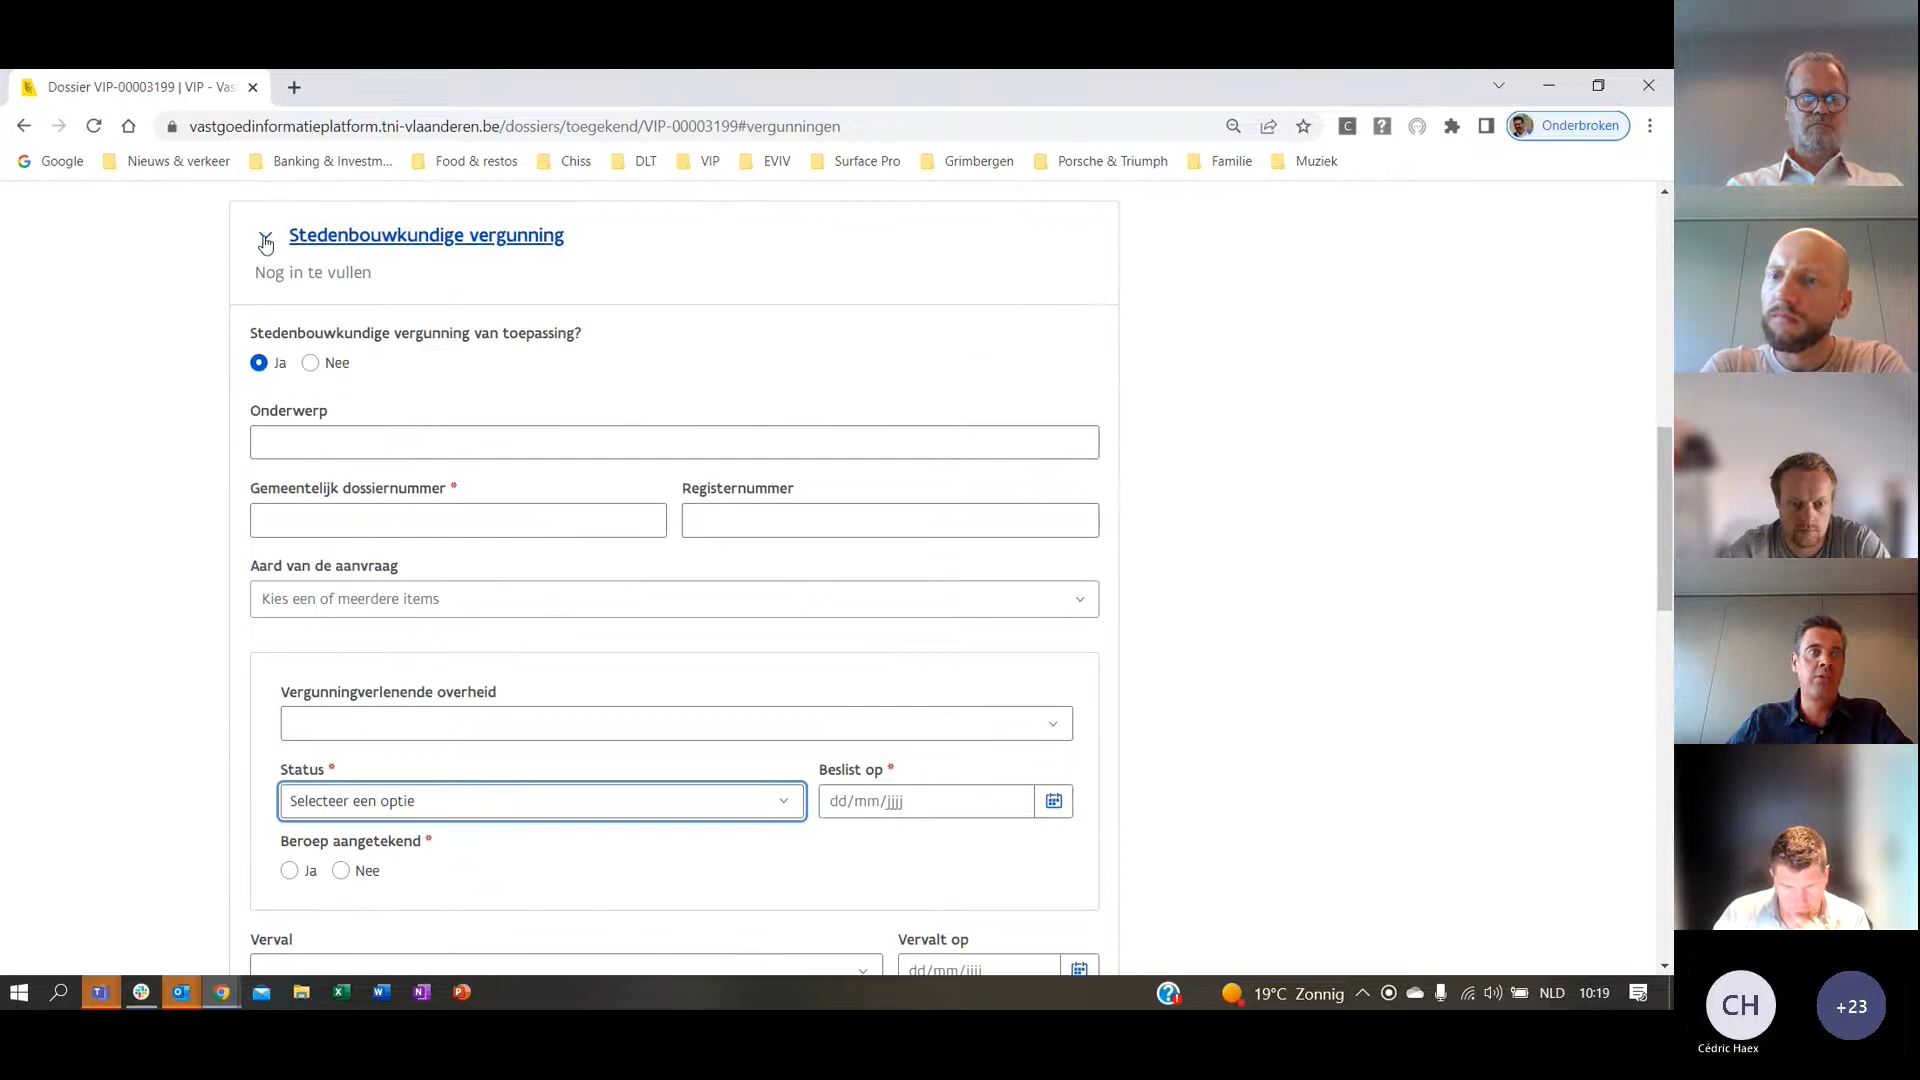 Dossier VIP-00003199 | VIP - Vas
vastgoedinformatieplatform.tni-vlaanderen.be/dossiers/toegekend/VIP-00003199#vergunningen
Onderbroken
Google Nieuws & verkeer Banking & Investm... Food & restos Chiss DLT VIP EVIV Surface Pro Grimbergen Porsche & Triumph Familie Muziek
Stedenbouwkundige vergunning
Nog in te vullen
Stedenbouwkundige vergunning van toepassing?
Ja Nee
Onderwerp
Gemeentelijk dossiernummer * Registernummer
Aard van de aanvraag
Kies een of meerdere items
Vergunningverlenende overheid
Status * Beslist op *
Selecteer een optie dd/mm/jjjj
Beroep aangetekend *
Ja Nee
Verval Vervalt op
dd/mm/jjjj
19°C Zonnig NLD 10:19
CH +23
Cédric Haex